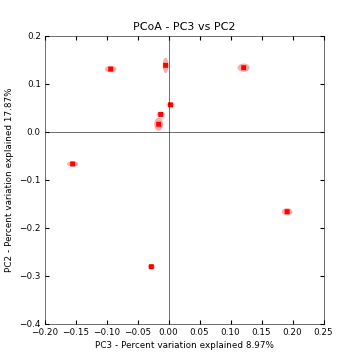 PCoA - PC3 vs PC2
0.2
0.1
0.0
−0.1
−0.2
−0.3
−0.4
PC2 - Percent variation explained 17.87%
−0.20 −0.15 −0.10 −0.05 0.00 0.05 0.10 0.15 0.20 0.25
PC3 - Percent variation explained 8.97%